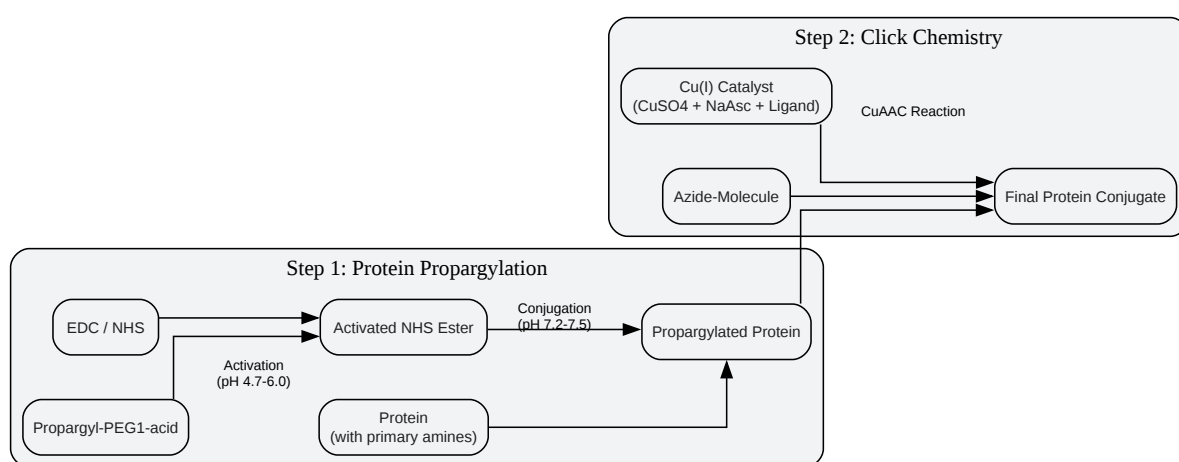 Step 2: Click Chemistry
Cu(I) Catalyst
(CuSO4 + NaAsc + Ligand)
CuAAC Reaction
Azide-Molecule
Final Protein Conjugate
Step 1: Protein Propargylation
EDC / NHS
Activated NHS Ester
Conjugation
(pH 7.2-7.5)
Propargylated Protein
Activation
(pH 4.7-6.0)
Propargyl-PEG1-acid
Protein
(with primary amines)